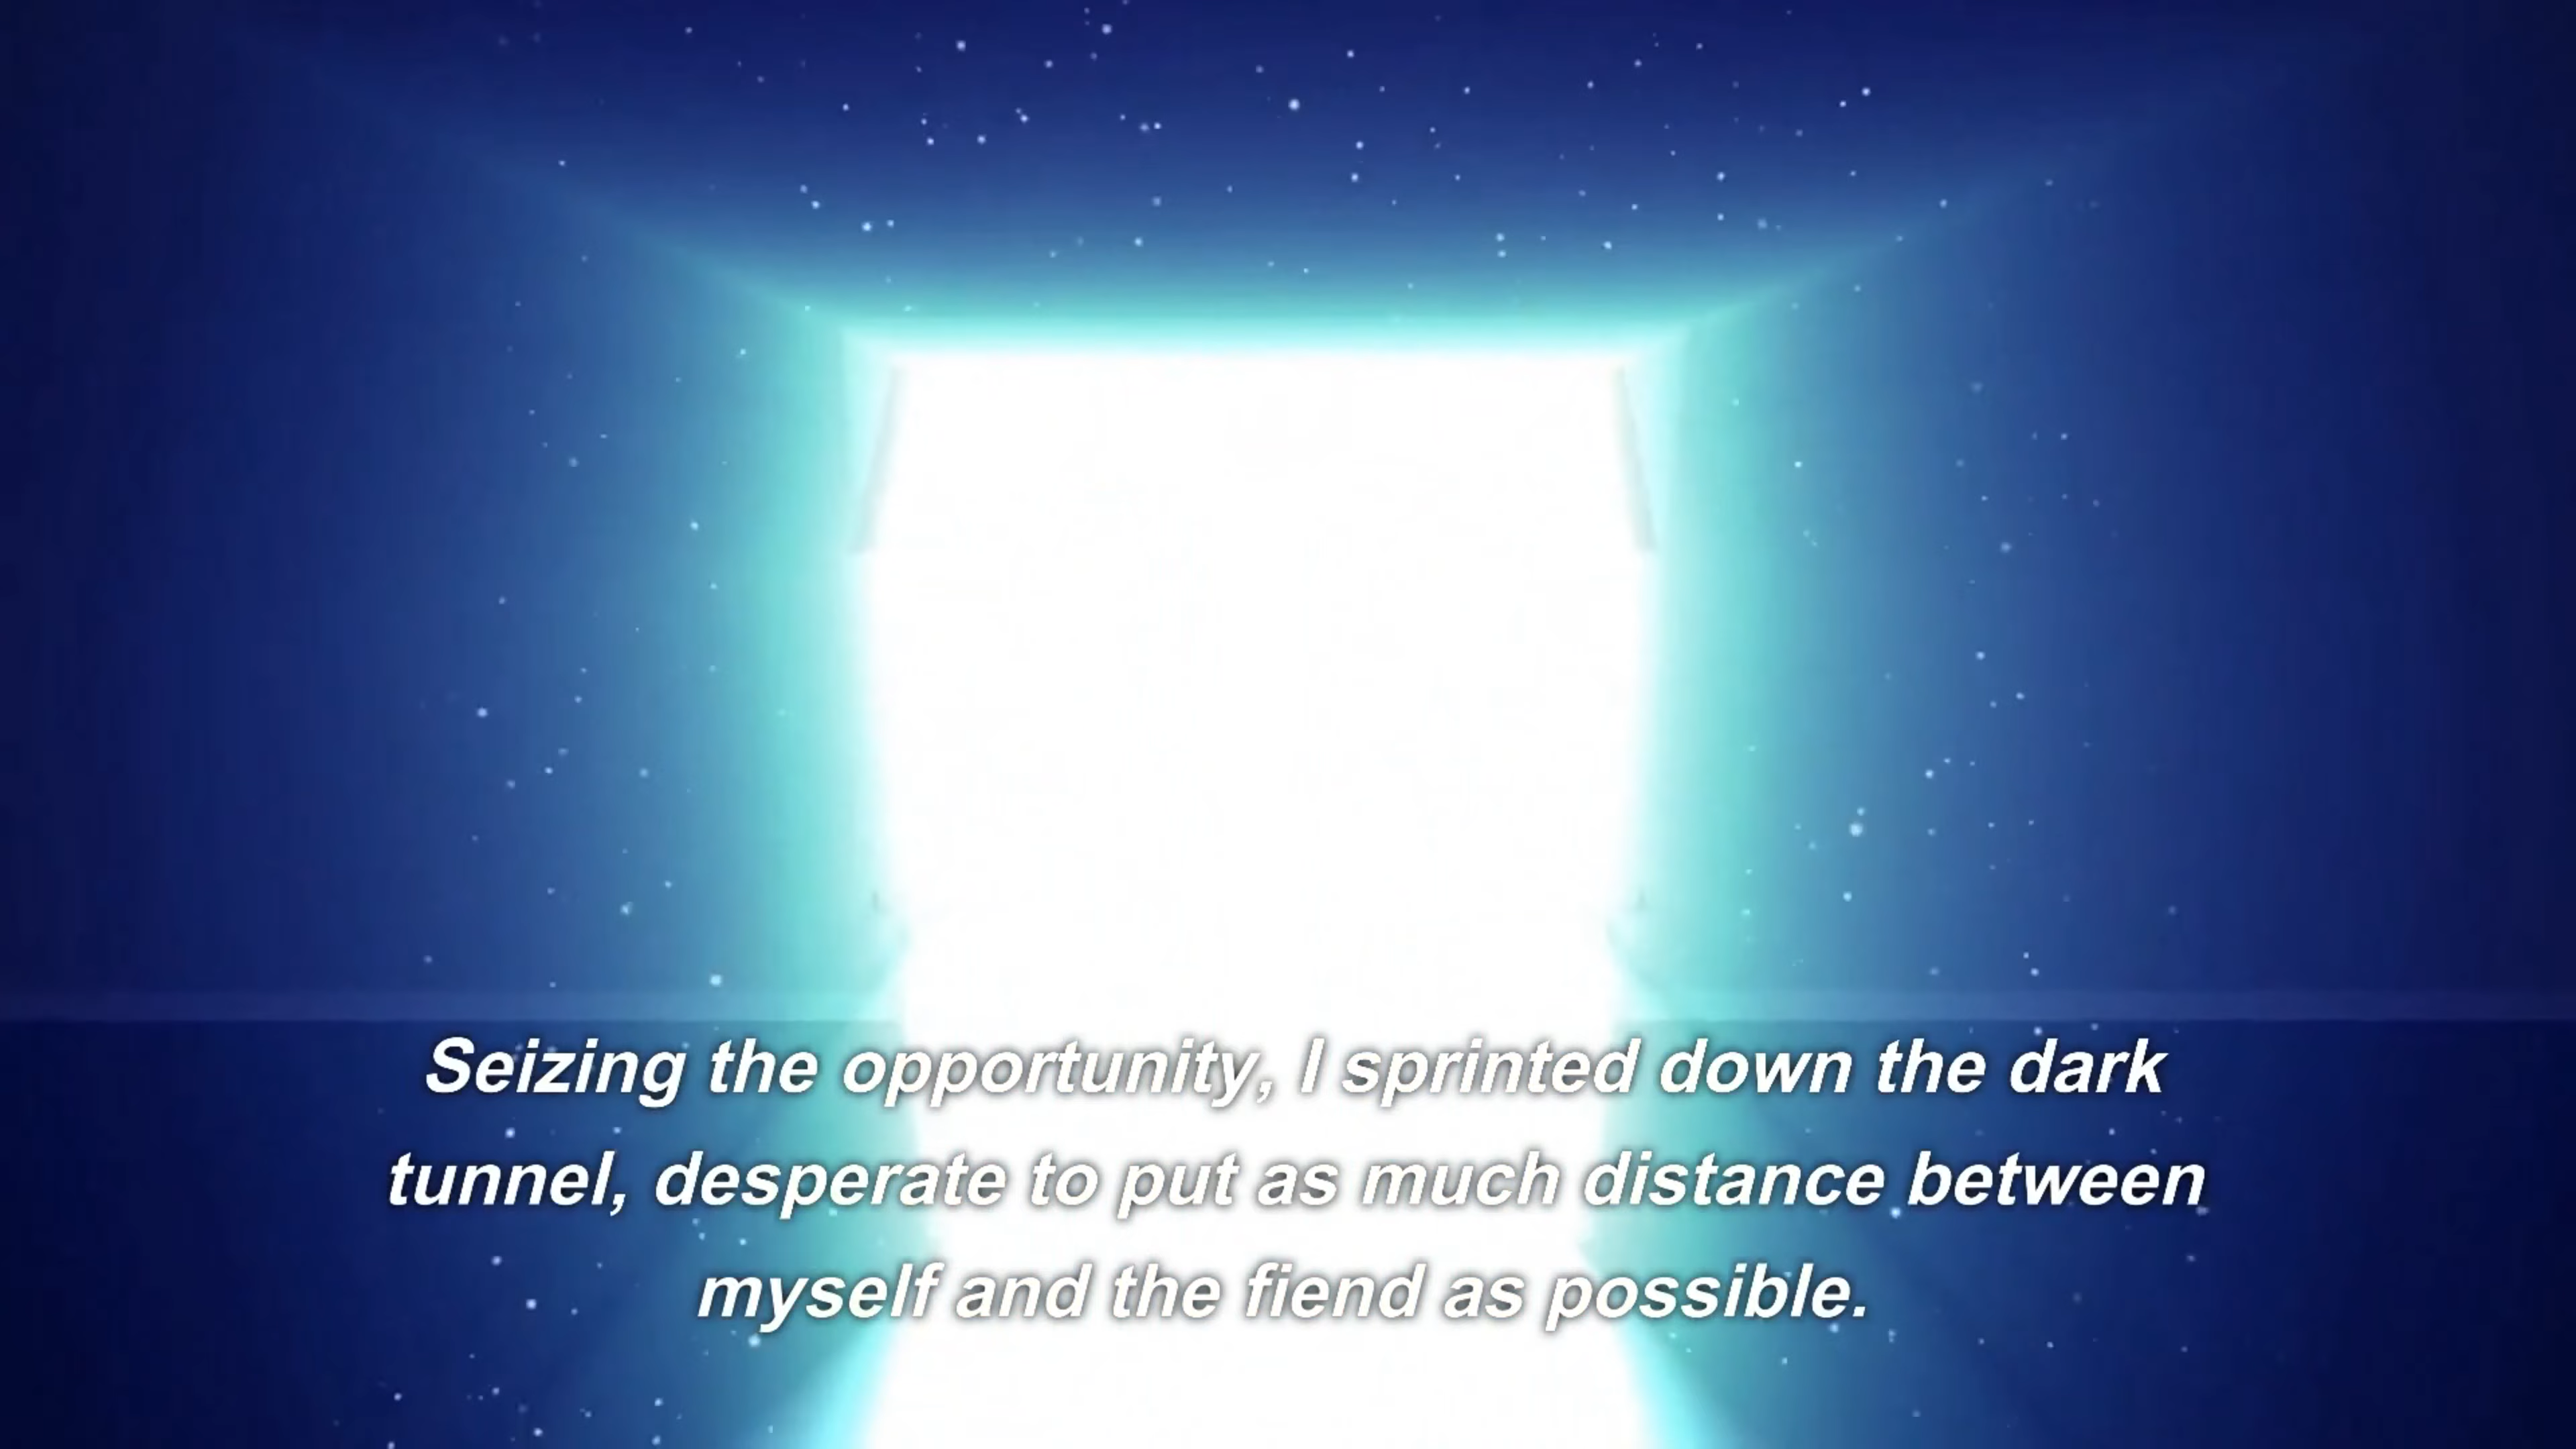 Seizing the opportunity, I sprinted down the dark
tunnel, desperate to put as much distance between
myself and the fiend as possible.